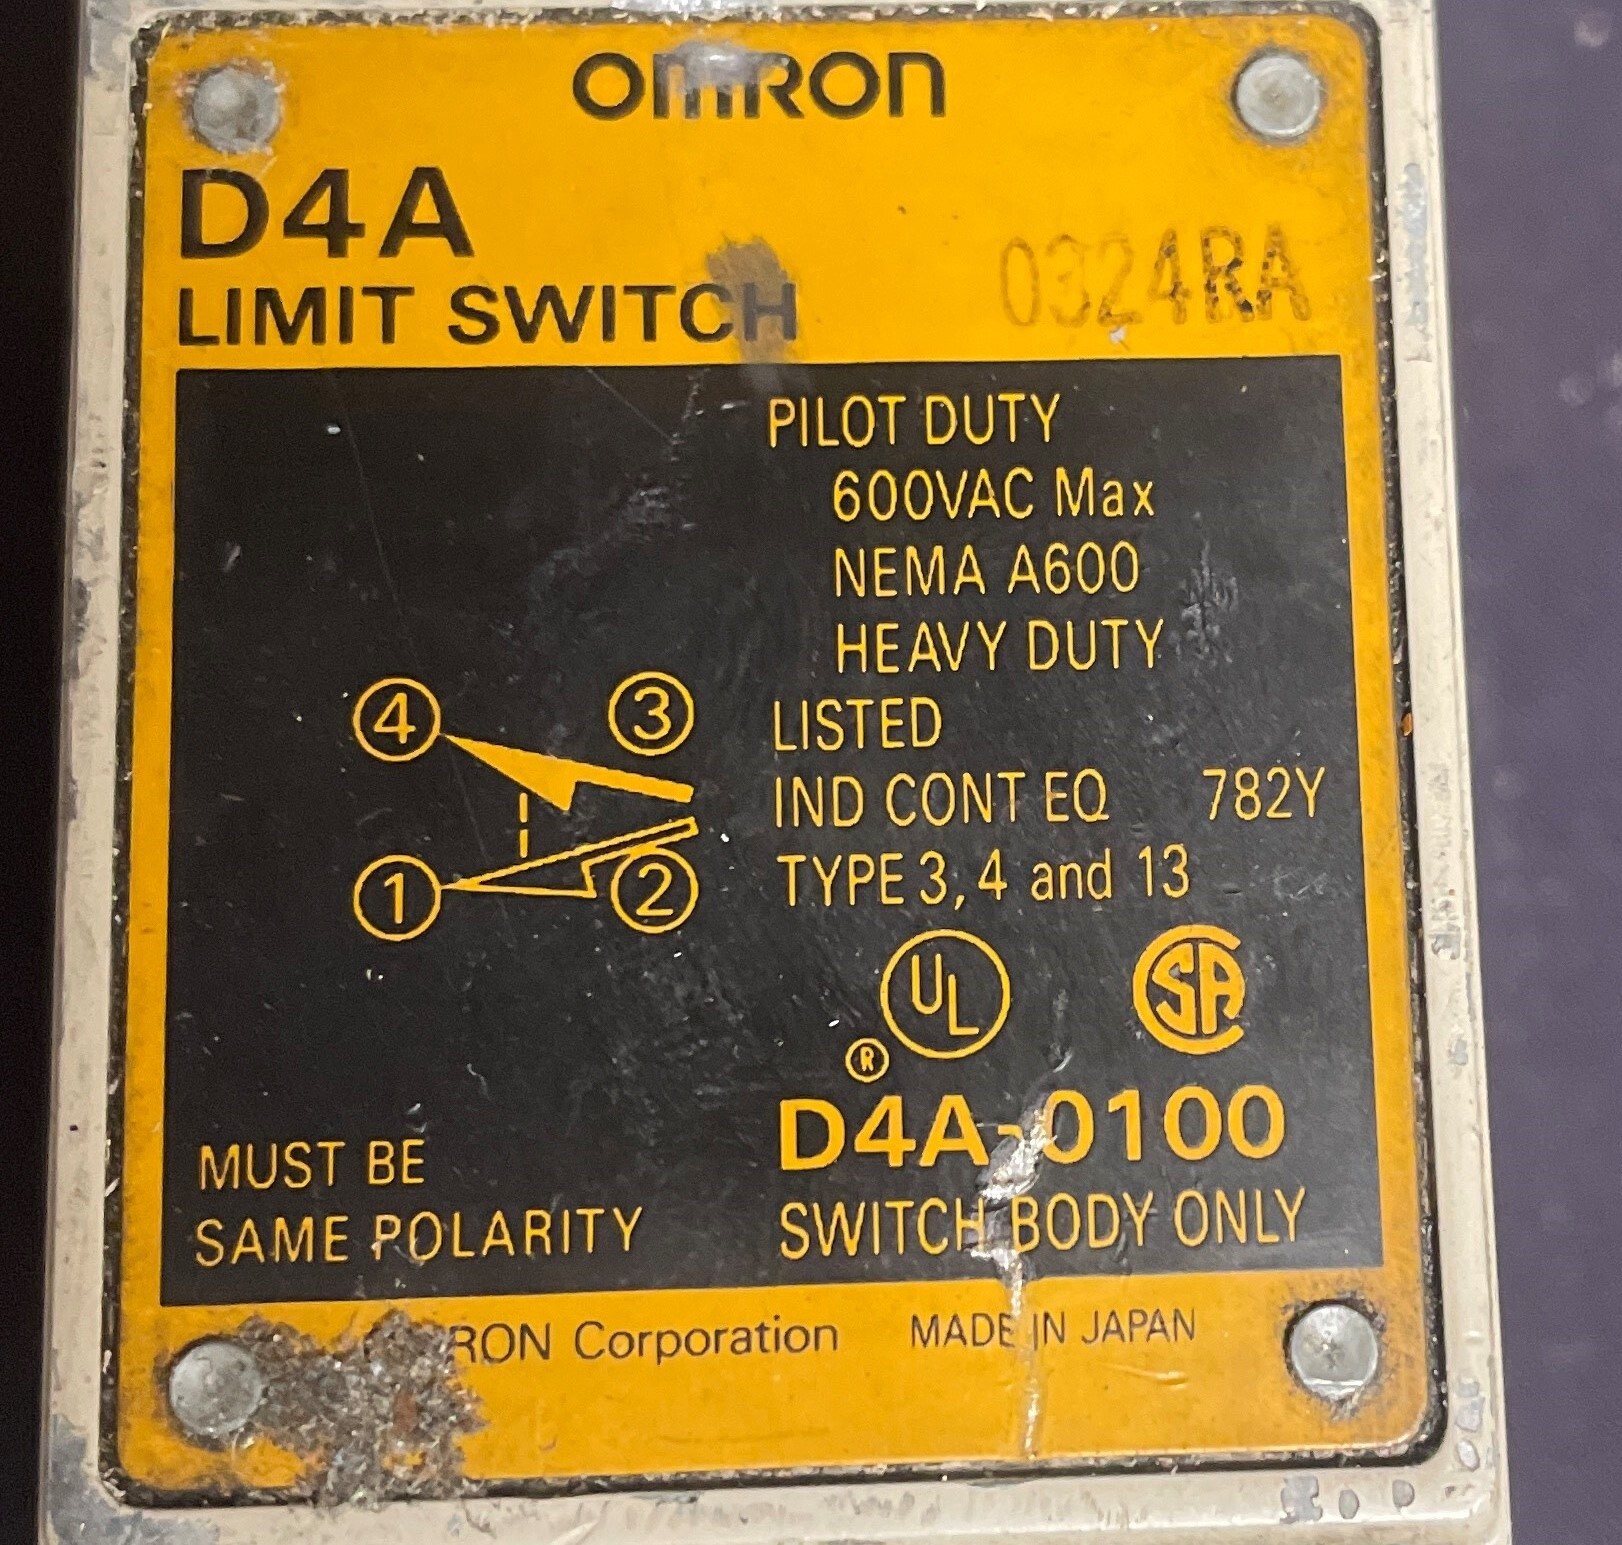 OMRON
D4A
LIMIT SWITCH
0324RA
PILOT DUTY
600VAC Max
NEMA A600
HEAVY DUTY
④ ③
LISTED
IND CONT EQ 782Y
① ②
TYPE 3, 4 and 13
UL SA
®
D4A-0100
MUST BE
SAME POLARITY
SWITCH BODY ONLY
RON Corporation MADE IN JAPAN